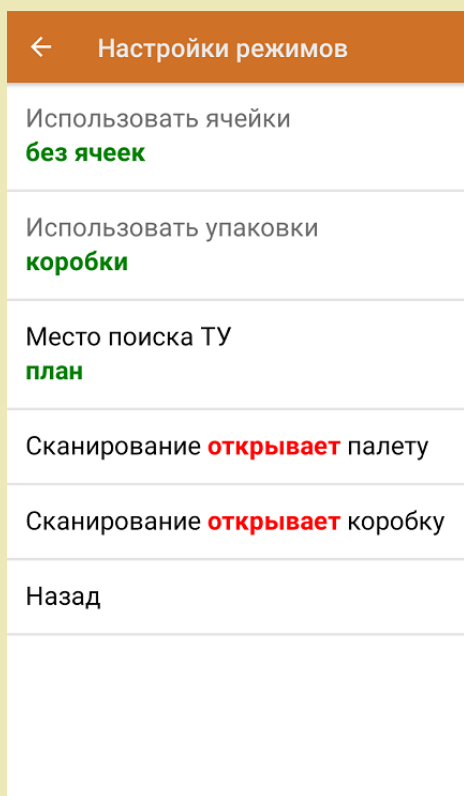 Настройки режимов
Использовать ячейки
без ячеек
Использовать упаковки
коробки
Место поиска ТУ
план
Сканирование открывает палету
Сканирование открывает коробку
Назад